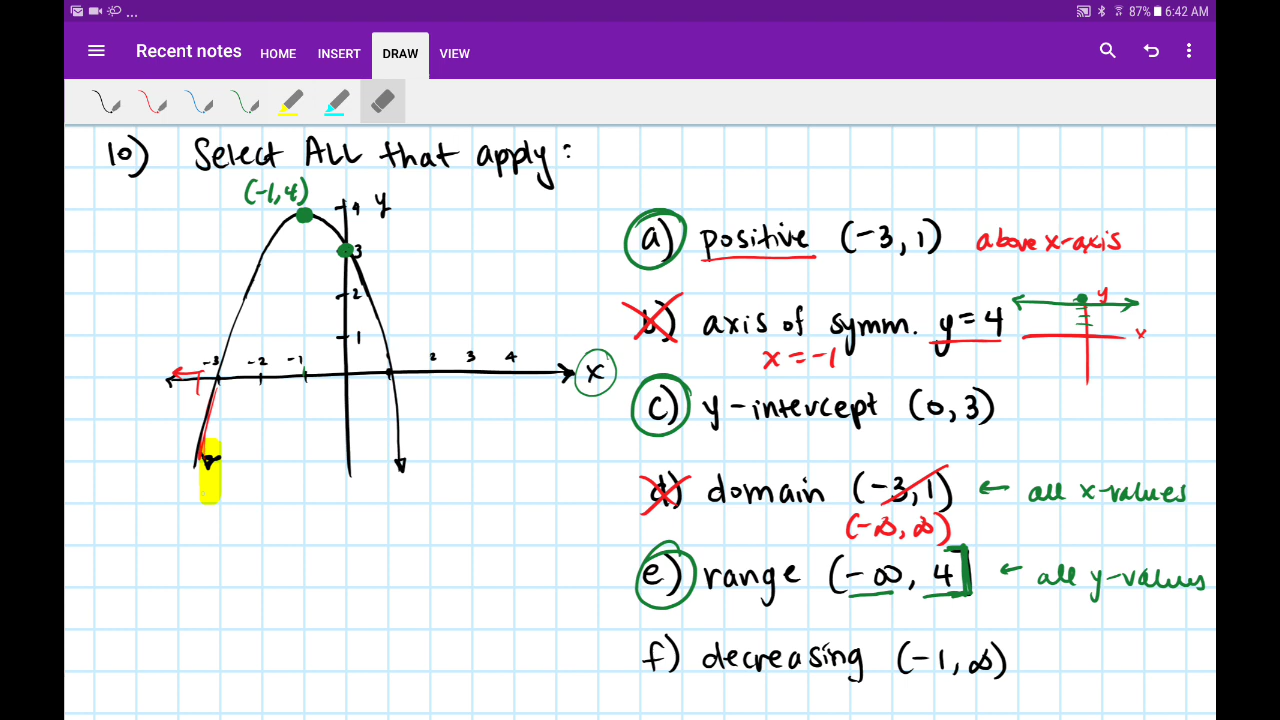 ... 87% 6:42 AM
Recent notes HOME INSERT DRAW VIEW
10) Select ALL that apply:
(-1,4)
4 y
3
2
1
-3 -2 -1 2 3 4 x
a) positive (-3,1) above x-axis
b) axis of symm. y=4
x=-1
y
x
c) y-intercept (0,3)
d) domain (-3,1) ← all x-values
(-∞,∞)
e) range (-∞,4] ← all y-values
f) decreasing (-1,∞)